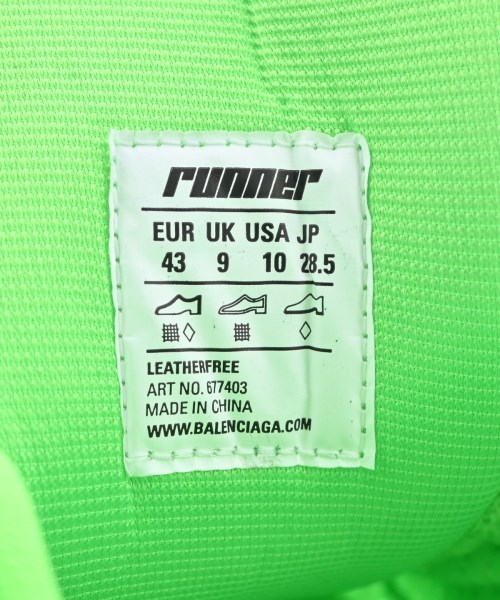 runner
EUR UK USA JP
43 9 10 28.5
LEATHERFREE
ART NO. 677403
MADE IN CHINA
WWW.BALENCIAGA.COM